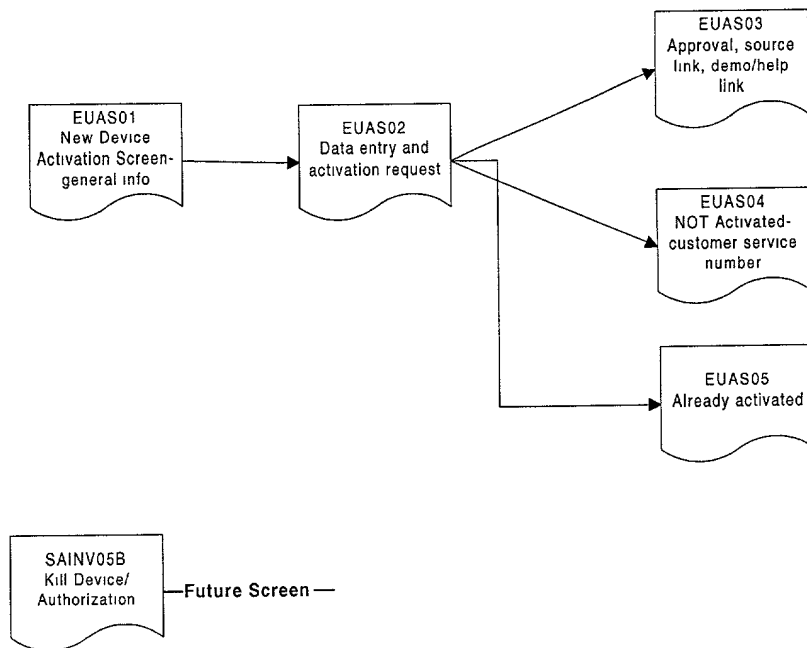 EUAS01
New Device
Activation Screen-
general info
EUAS02
Data entry and
activation request
EUAS03
Approval, source
link, demo/help
link
EUAS04
NOT Activated-
customer service
number
EUAS05
Already activated
SAINV05B
Kill Device/
Authorization
Future Screen